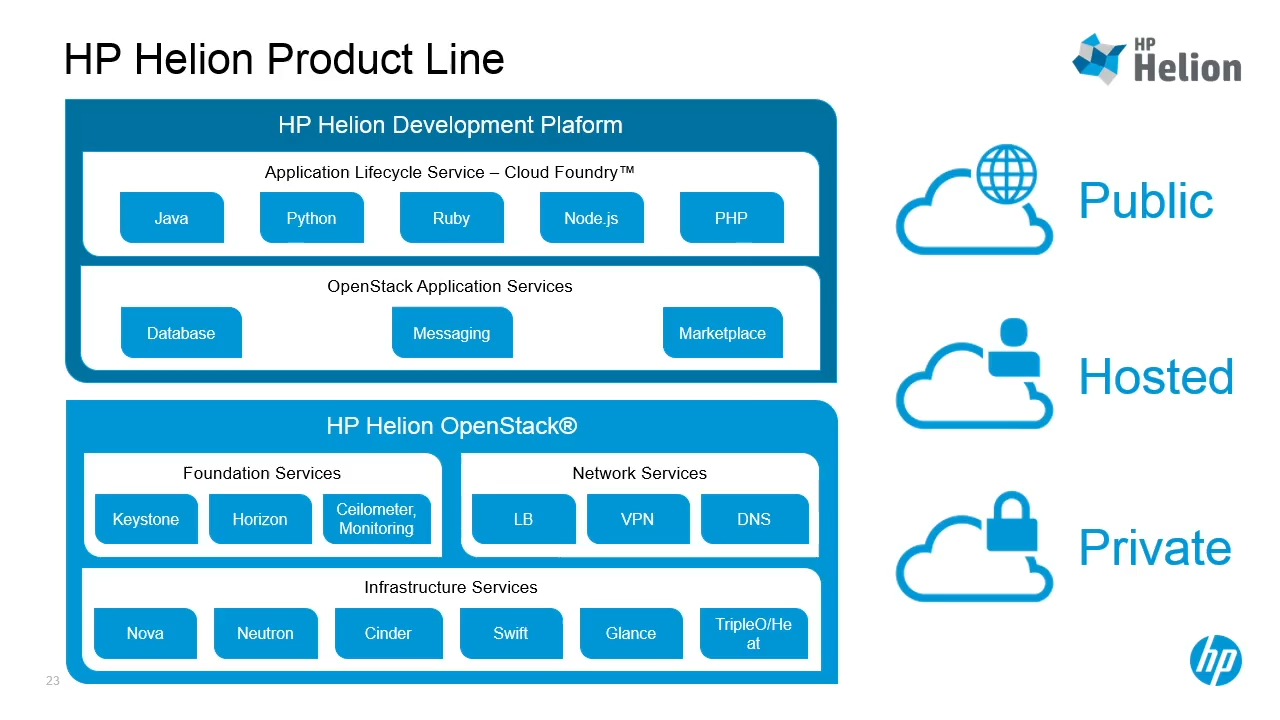 HP Helion Product Line
HP
Helion
HP Helion Development Plaform
Application Lifecycle Service – Cloud Foundry™
Java
Python
Ruby
Node.js
PHP
OpenStack Application Services
Database
Messaging
Marketplace
Public
Hosted
Private
HP Helion OpenStack®
Foundation Services
Keystone
Horizon
Ceilometer,
Monitoring
Network Services
LB
VPN
DNS
Infrastructure Services
Nova
Neutron
Cinder
Swift
Glance
TripleO/He
at
23
hp